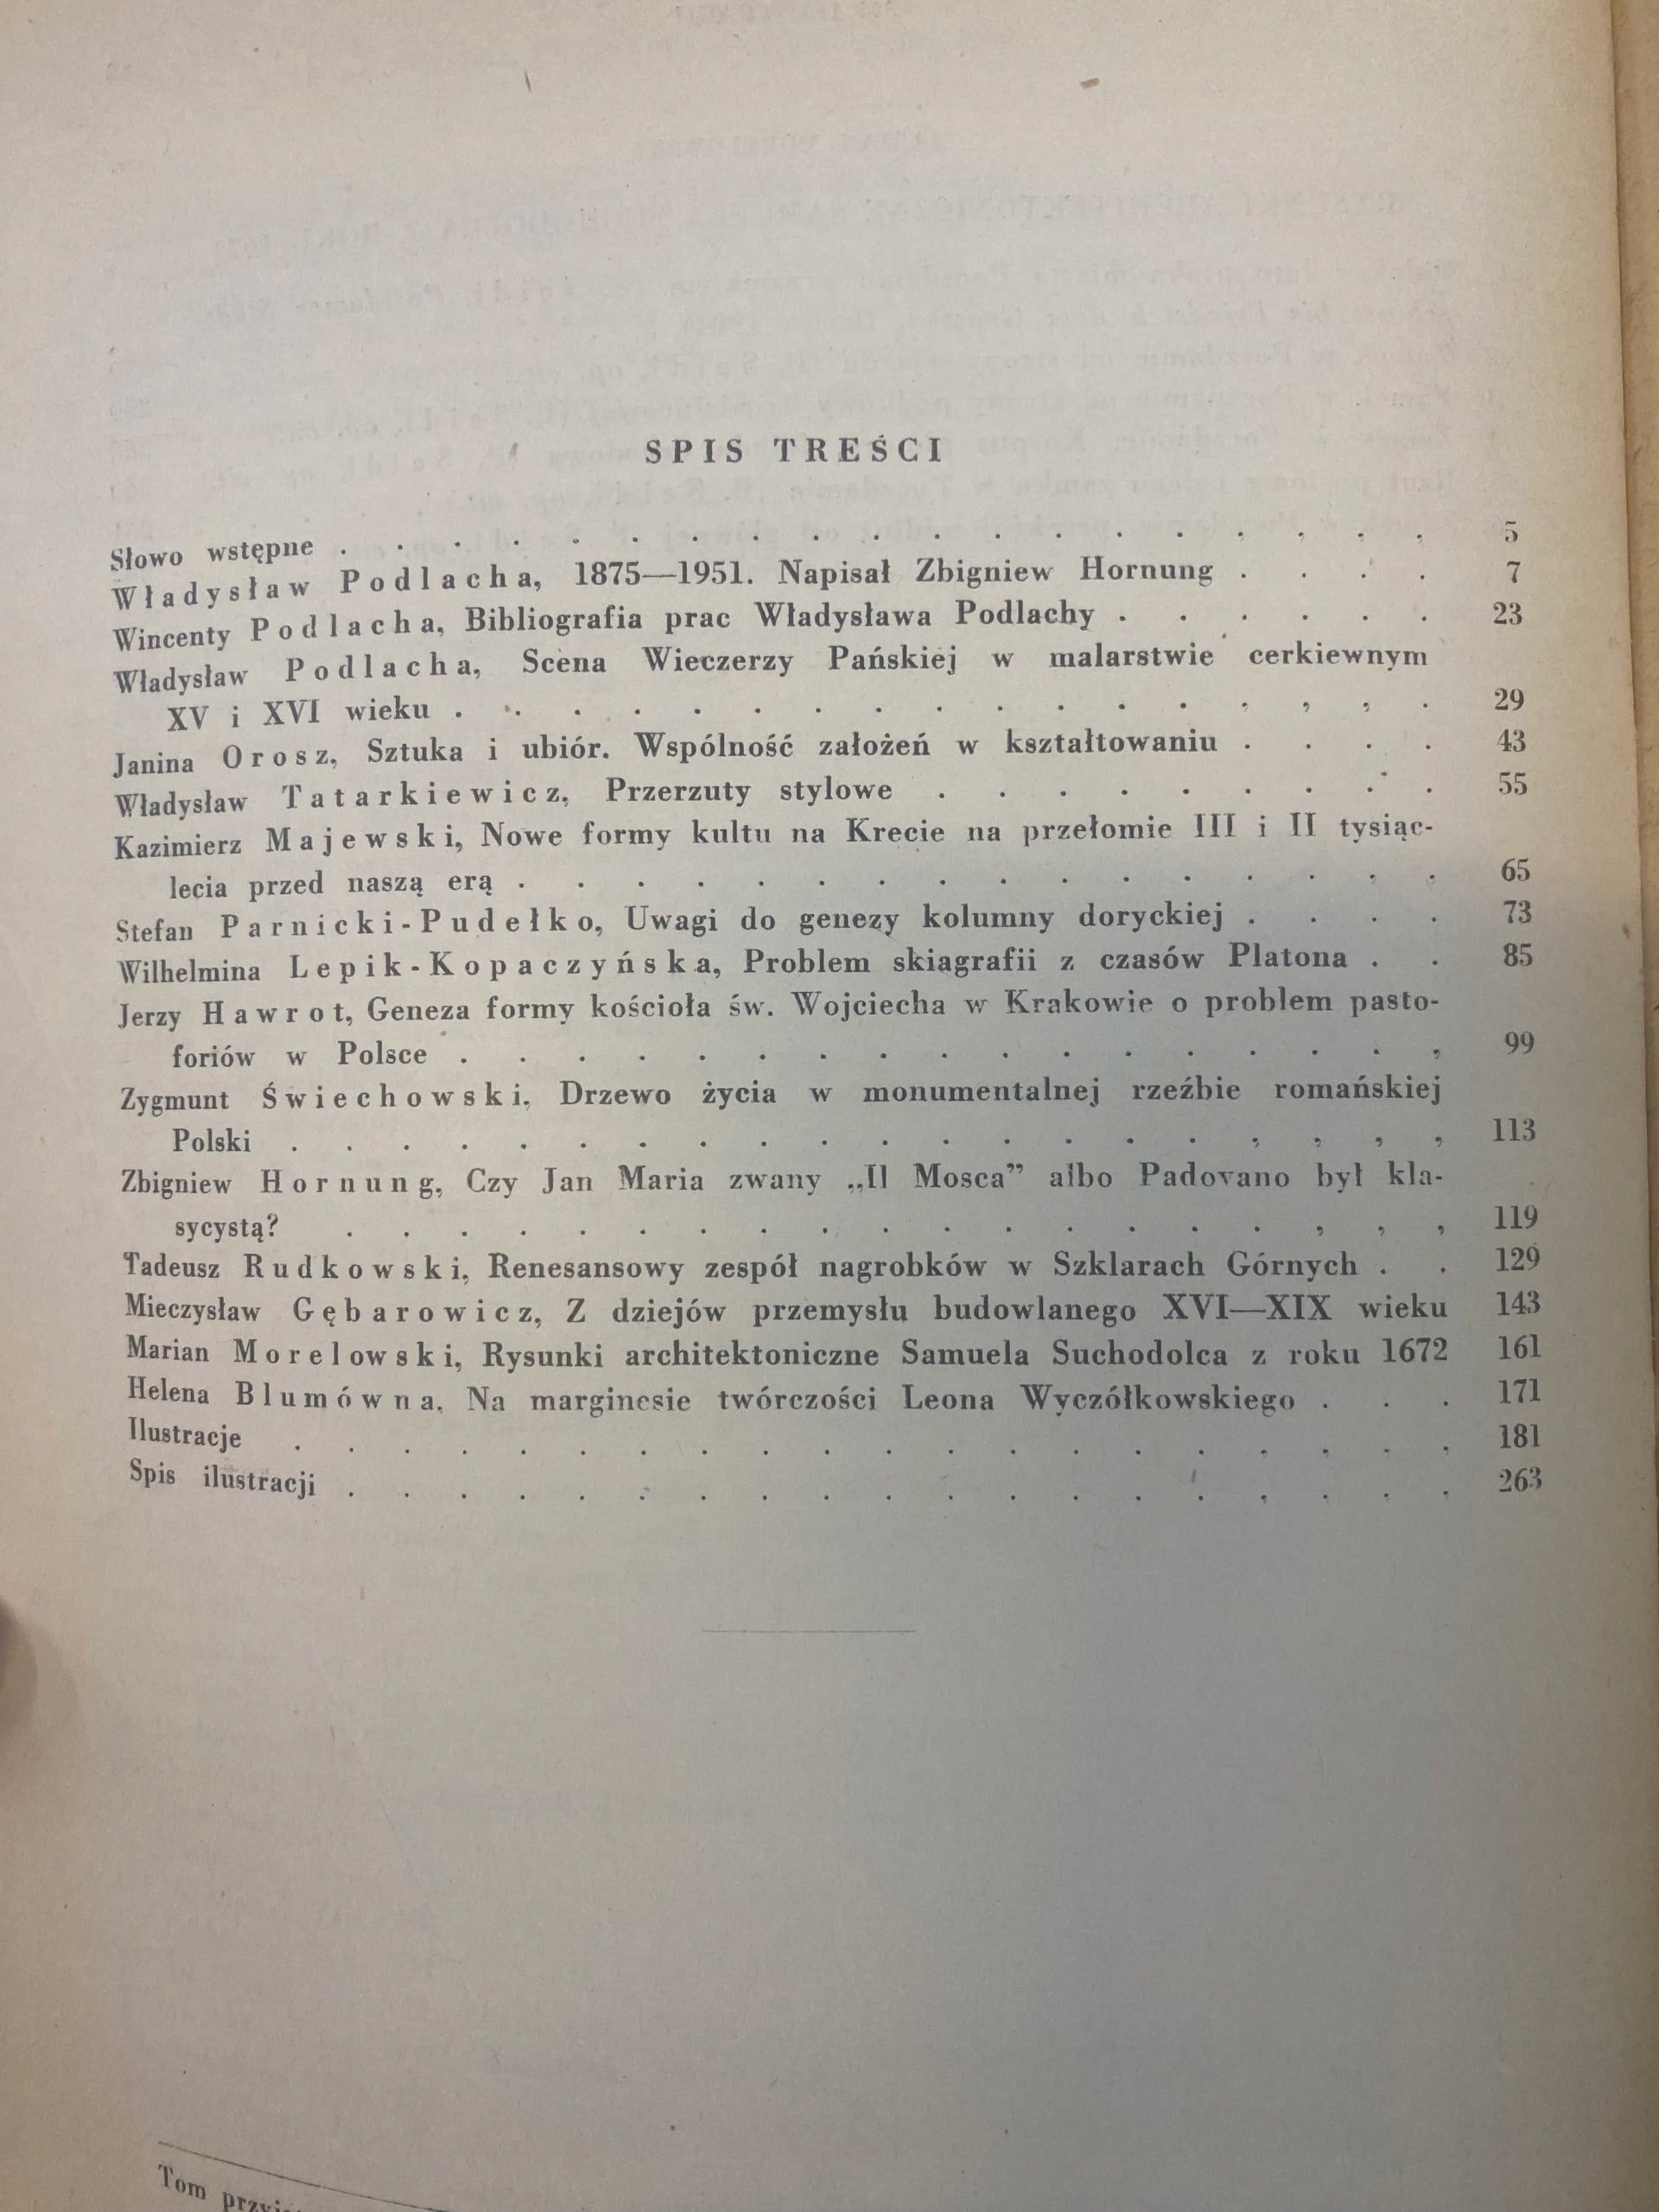 SPIS TREŚCI
Słowo wstępne . . . . . . . . . . . . . . . . . . . 5
Władysław Podlacha, 1875—1951. Napisał Zbigniew Hornung . . . . 7
Wincenty Podlacha, Bibliografia prac Władysława Podlachy . . . . . . 23
Władysław Podlacha, Scena Wieczerzy Pańskiej w malarstwie cerkiewnym
XV i XVI wieku . . . . . . . . . . . . . . . . . 29
Janina Orosz, Sztuka i ubiór. Wspólność założeń w kształtowaniu . . . . 43
Władysław Tatarkiewicz, Przerzuty stylowe . . . . . . . . . 55
Kazimierz Majewski, Nowe formy kultu na Krecie na przełomie III i II tysiąc-
lecia przed naszą erą . . . . . . . . . . . . . . . . 65
Stefan Parnicki-Pudełko, Uwagi do genezy kolumny doryckiej . . . . 73
Wilhelmina Lepik-Kopaczyńska, Problem skiagrafii z czasów Platona . . 85
Jerzy Hawrot, Geneza formy kościoła św. Wojciecha w Krakowie o problem pasto-
foriów w Polsce . . . . . . . . . . . . . . . . . 99
Zygmunt Świechowski, Drzewo życia w monumentalnej rzeźbie romańskiej
Polski . . . . . . . . . . . . . . . . . . . . 113
Zbigniew Hornung, Czy Jan Maria zwany „Il Mosca” albo Padovano był kla-
sycystą? . . . . . . . . . . . . . . . . . . . 119
Tadeusz Rudkowski, Renesansowy zespół nagrobków w Szklarach Górnych . . 129
Mieczysław Gębarowicz, Z dziejów przemysłu budowlanego XVI—XIX wieku 143
Marian Morelowski, Rysunki architektoniczne Samuela Suchodolca z roku 1672 161
Helena Blumówna, Na marginesie twórczości Leona Wyczółkowskiego . . . 171
Ilustracje . . . . . . . . . . . . . . . . . . . . 181
Spis ilustracji . . . . . . . . . . . . . . . . . . . 263
Tom